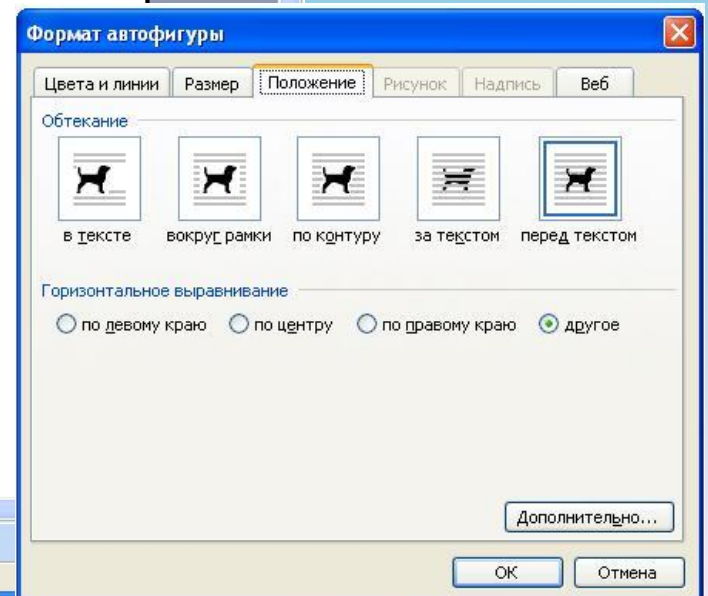 Формат автофигуры
Цвета и линии Размер Положение Рисунок Надпись Веб
Обтекание
в тексте вокруг рамки по контуру за текстом перед текстом
Горизонтальное выравнивание
по левому краю по центру по правому краю другое
Дополнительно...
ОК Отмена